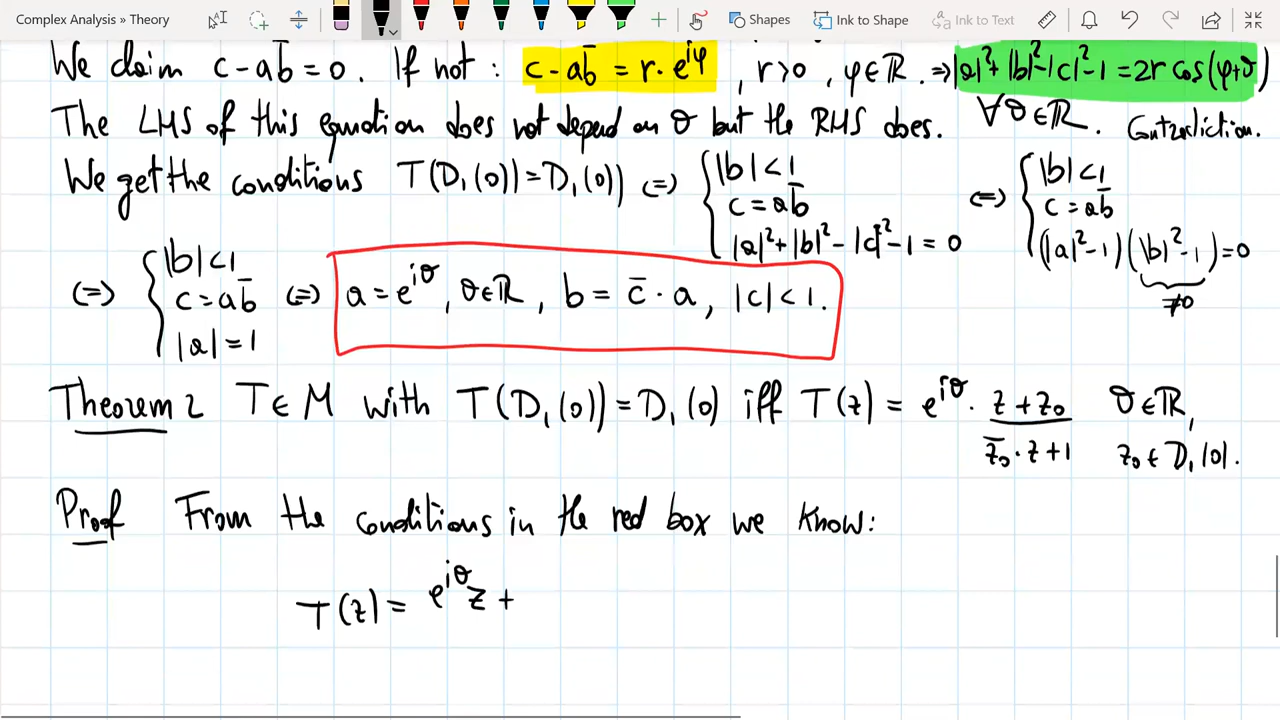 Complex Analysis » Theory
Shapes Ink to Shape Ink to Text
We claim c-ab̄=0. If not: c-ab̄ = r·e^{iφ}, r>0, φ∈ℝ. ⇒ |a|²+|b|²-|c|²-1 = 2r cos(φ+ϑ)
The LHS of this equation does not depend on ϑ but the RHS does. ∀ϑ∈ℝ. Contradiction.
We get the conditions T(D₁(0))=D₁(0)) ⇔ { |b|<1, c=ab̄, |a|²+|b|²-|c|²-1=0 ⇔ { |b|<1, c=ab̄, (|a|²-1)(|b|²-1)=0 ≠0
⇔ { |b|<1, c=ab̄, |a|=1 ⇔ a=e^{iϑ}, ϑ∈ℝ, b=c̄·a, |c|<1.
Theorem 2 T∈M with T(D₁(0))=D₁(0) iff T(z)=e^{iϑ}·(z+z₀)/(z̄₀·z+1) ϑ∈ℝ, z₀∈D₁(0).
Proof From the conditions in the red box we know:
T(z) = e^{iϑ}z +